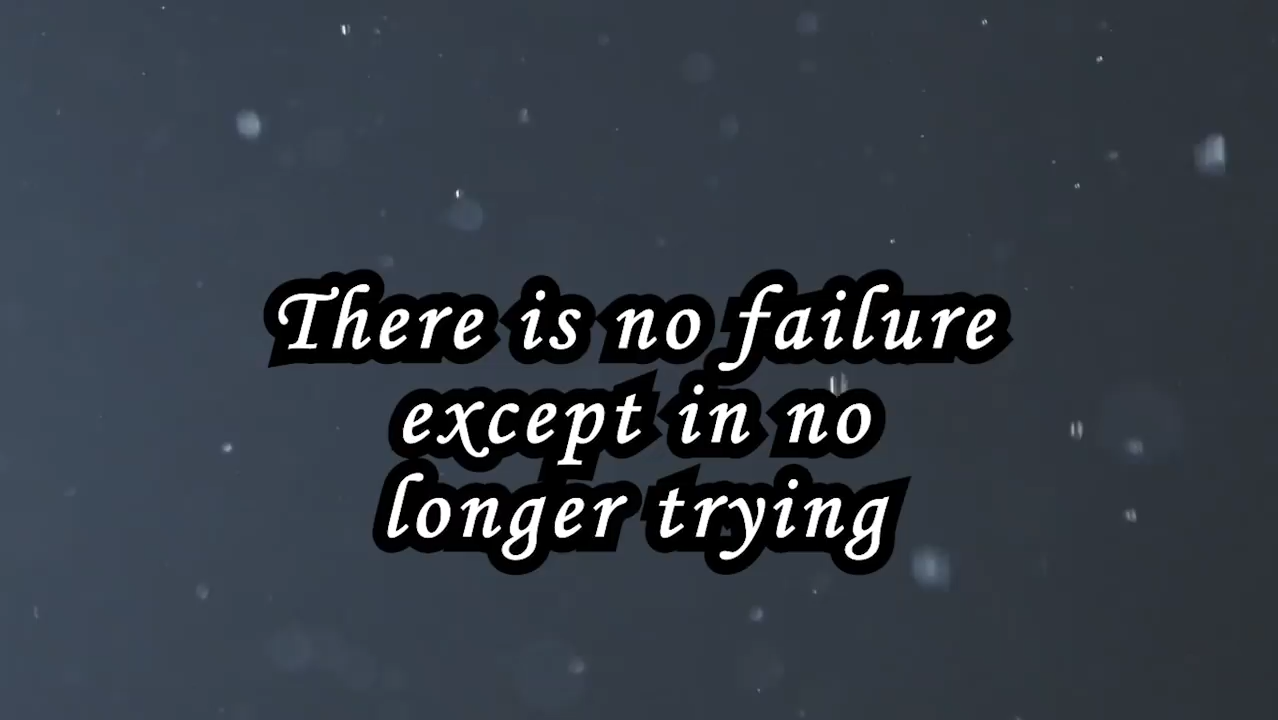 There is no failure
except in no
longer trying